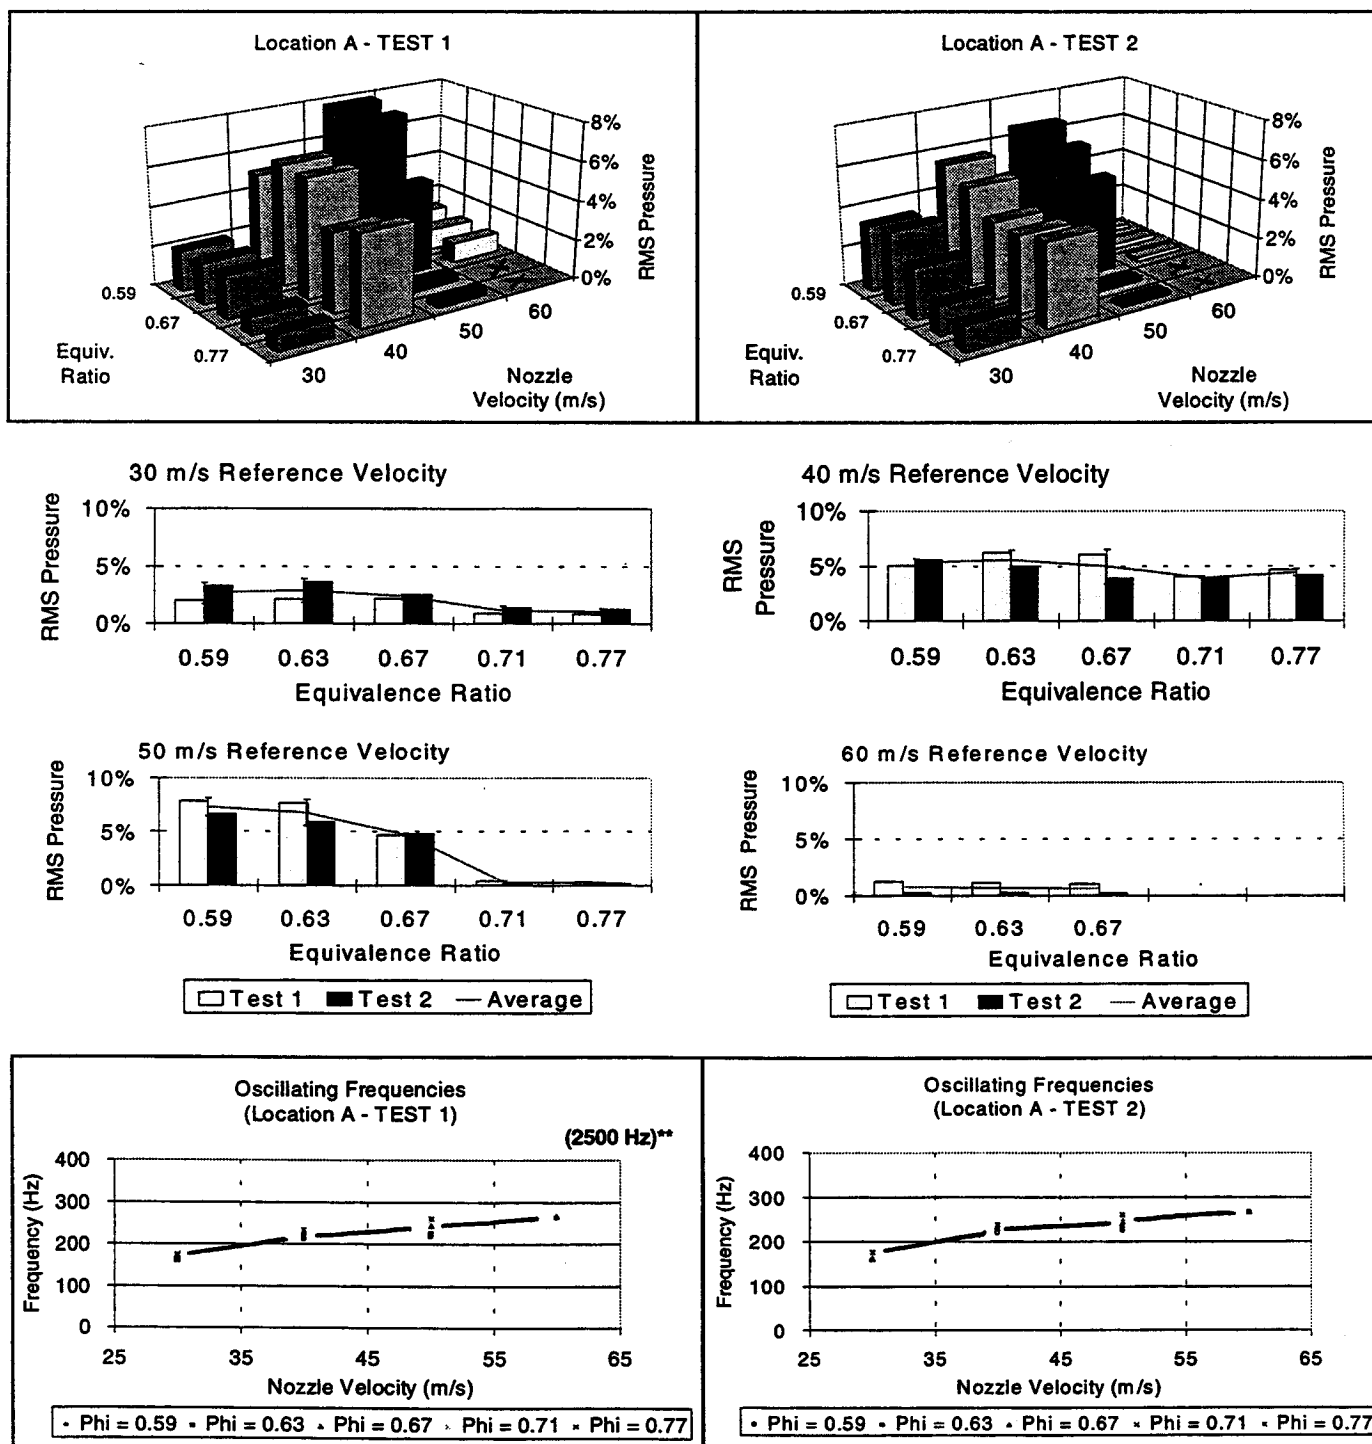 Location A - TEST 1
8%
6%
4%
2%
0%
RMS Pressure
0.59
0.67
0.77
Equiv.
Ratio
30
40
50
60
Nozzle
Velocity (m/s)
Location A - TEST 2
8%
6%
4%
2%
0%
RMS Pressure
0.59
0.67
0.77
Equiv.
Ratio
30
40
50
60
Nozzle
Velocity (m/s)
30 m/s Reference Velocity
RMS Pressure
10%
5%
0%
0.59 0.63 0.67 0.71 0.77
Equivalence Ratio
40 m/s Reference Velocity
RMS
Pressure
10%
5%
0%
0.59 0.63 0.67 0.71 0.77
Equivalence Ratio
50 m/s Reference Velocity
RMS Pressure
10%
5%
0%
0.59 0.63 0.67 0.71 0.77
Equivalence Ratio
Test 1 Test 2 Average
60 m/s Reference Velocity
RMS Pressure
10%
5%
0%
0.59 0.63 0.67
Equivalence Ratio
Test 1 Test 2 Average
Oscillating Frequencies
(Location A - TEST 1)
(2500 Hz)**
Frequency (Hz)
400
300
200
100
0
25 35 45 55 65
Nozzle Velocity (m/s)
Phi = 0.59 Phi = 0.63 Phi = 0.67 Phi = 0.71 Phi = 0.77
Oscillating Frequencies
(Location A - TEST 2)
Frequency (Hz)
400
300
200
100
0
25 35 45 55 65
Nozzle Velocity (m/s)
Phi = 0.59 Phi = 0.63 Phi = 0.67 Phi = 0.71 Phi = 0.77